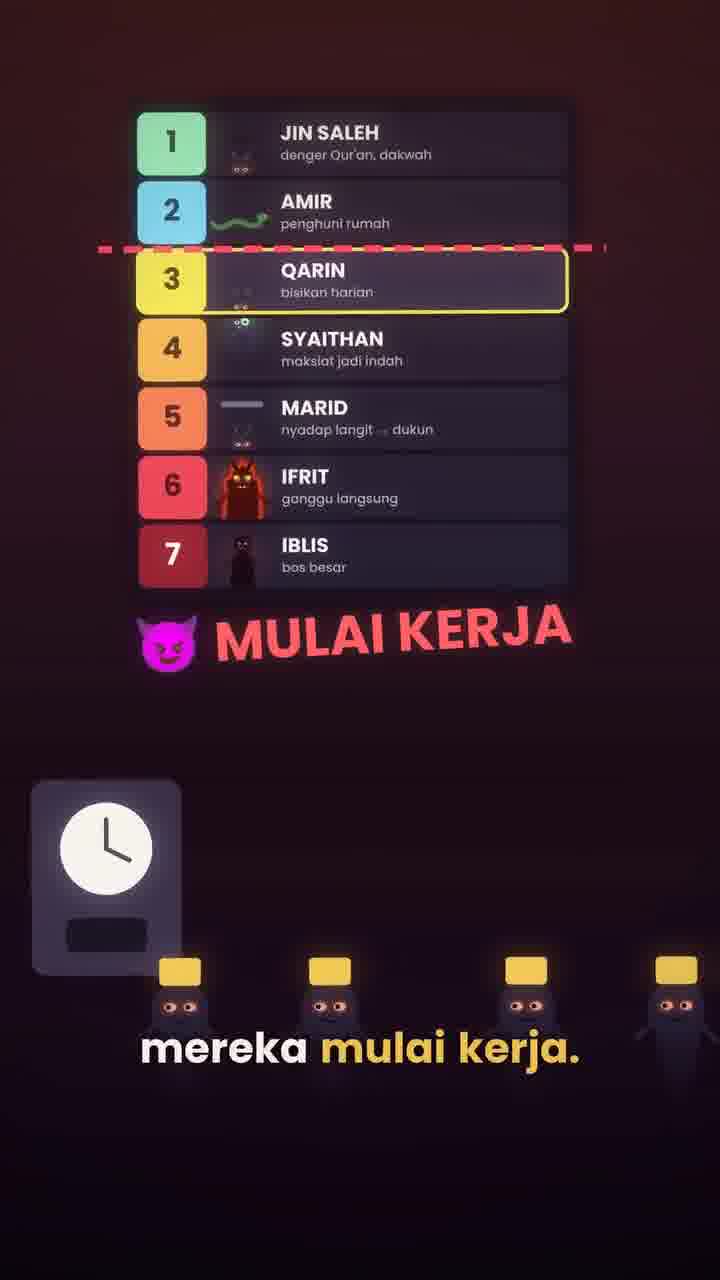 1
JIN SALEH
denger Qur'an, dakwah
2
AMIR
penghuni rumah
3
QARIN
bisikan harian
4
SYAITHAN
maksiat jadi indah
5
MARID
nyadap langit → dukun
6
IFRIT
ganggu langsung
7
IBLIS
bos besar
😈 MULAI KERJA
mereka mulai kerja.